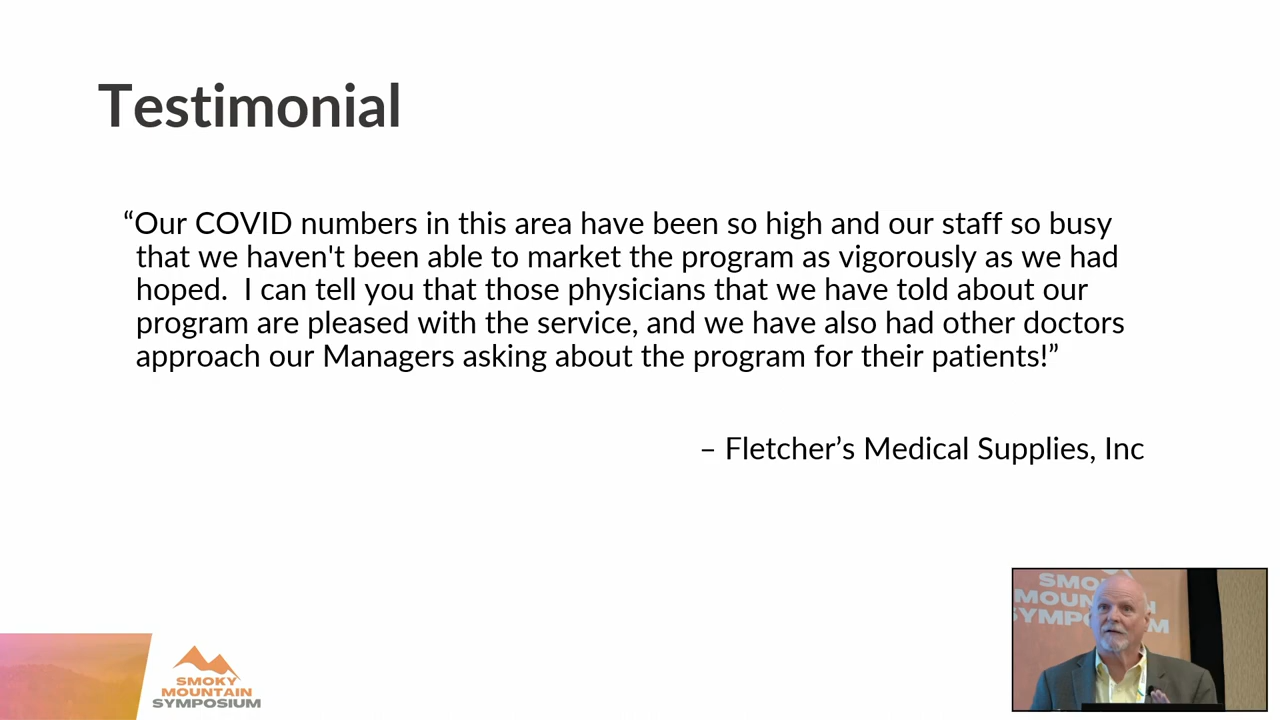 Testimonial
“Our COVID numbers in this area have been so high and our staff so busy
that we haven't been able to market the program as vigorously as we had
hoped.  I can tell you that those physicians that we have told about our
program are pleased with the service, and we have also had other doctors
approach our Managers asking about the program for their patients!”
– Fletcher’s Medical Supplies, Inc
SMOKY
MOUNTAIN
SYMPOSIUM